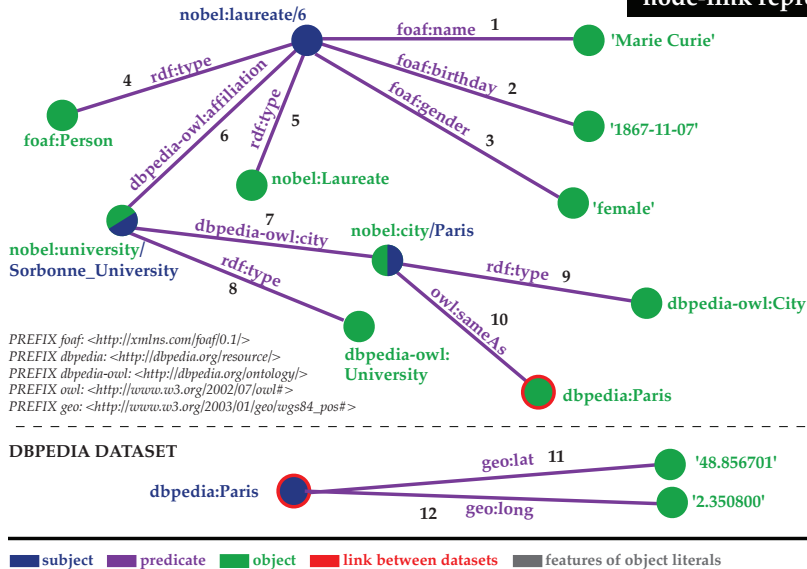 node-link repr
nobel:laureate/6
foaf:name
1
'Marie Curie'
4
rdf:type
foaf:birthday
2
dbpedia-owl:affiliation
6
rdf:type
5
foaf:gender
3
foaf:Person
'1867-11-07'
nobel:Laureate
'female'
7
dbpedia-owl:city
nobel:city/Paris
nobel:university/
Sorbonne_University
rdf:type
8
rdf:type
9
owl:sameAs
10
dbpedia-owl:City
dbpedia-owl:
University
dbpedia:Paris
PREFIX foaf: <http://xmlns.com/foaf/0.1/>
PREFIX dbpedia: <http://dbpedia.org/resource/>
PREFIX dbpedia-owl: <http://dbpedia.org/ontology/>
PREFIX owl: <http://www.w3.org/2002/07/owl#>
PREFIX geo: <http://www.w3.org/2003/01/geo/wgs84_pos#>
DBPEDIA DATASET
dbpedia:Paris
geo:lat
11
'48.856701'
12
geo:long
'2.350800'
subject predicate object link between datasets features of object literals